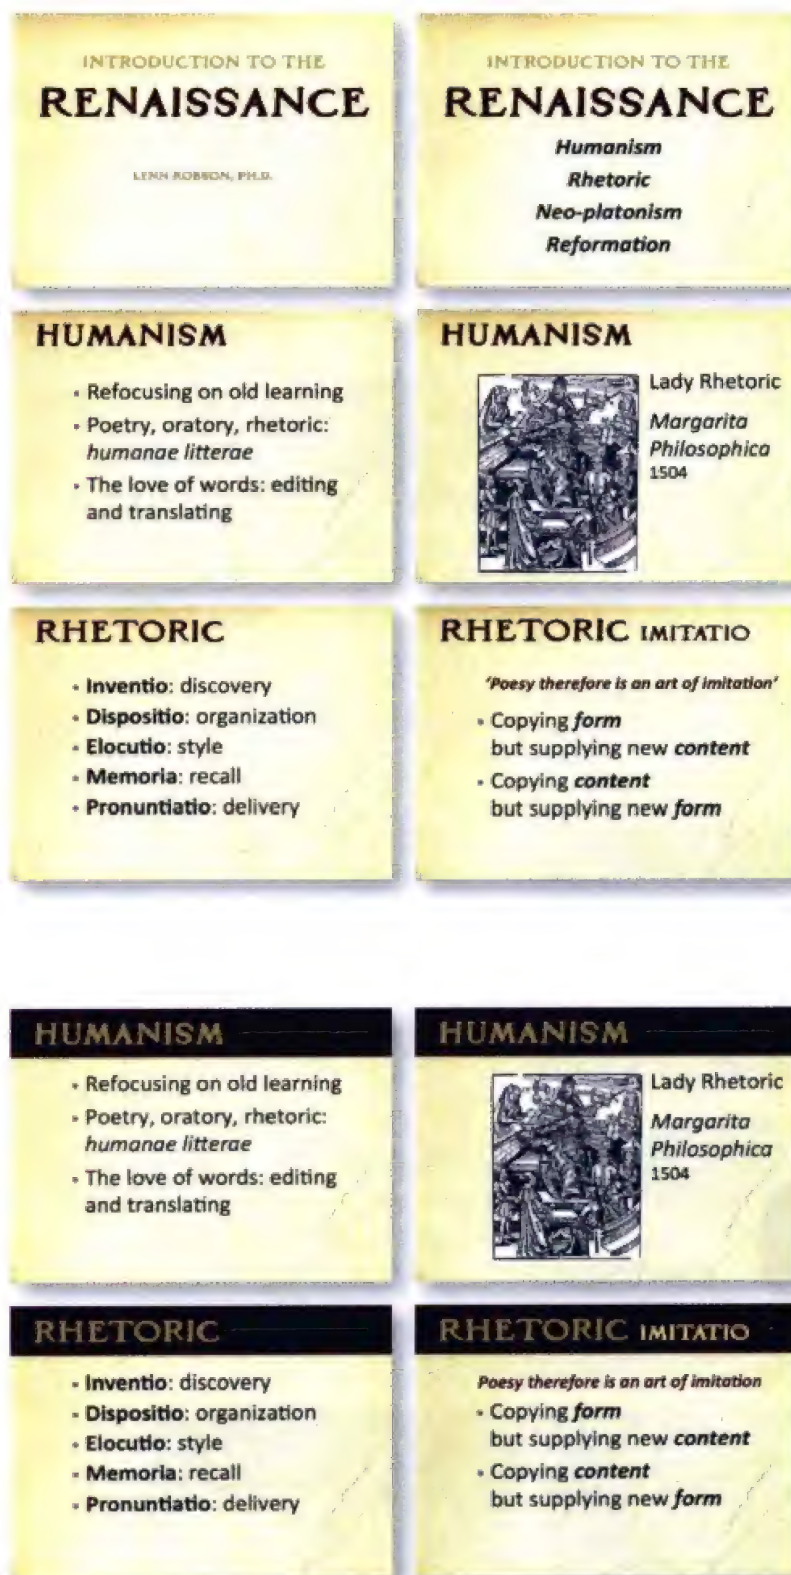 INTRODUCTION TO THE
RENAISSANCE
LENN ROBSON, PH.D.
INTRODUCTION TO THE
RENAISSANCE
Humanism
Rhetoric
Neo-platonism
Reformation
HUMANISM
• Refocusing on old learning
• Poetry, oratory, rhetoric:
humanae litterae
• The love of words: editing
and translating
HUMANISM
Lady Rhetoric
Margarita
Philosophica
1504
RHETORIC
• Inventio: discovery
• Dispositio: organization
• Elocutio: style
• Memoria: recall
• Pronuntiatio: delivery
RHETORIC IMITATIO
'Poesy therefore is an art of imitation'
• Copying form
but supplying new content
• Copying content
but supplying new form
HUMANISM
• Refocusing on old learning
• Poetry, oratory, rhetoric:
humanae litterae
• The love of words: editing
and translating
HUMANISM
Lady Rhetoric
Margarita
Philosophica
1504
RHETORIC
• Inventio: discovery
• Dispositio: organization
• Elocutio: style
• Memoria: recall
• Pronuntiatio: delivery
RHETORIC IMITATIO
Poesy therefore is an art of imitation
• Copying form
but supplying new content
• Copying content
but supplying new form